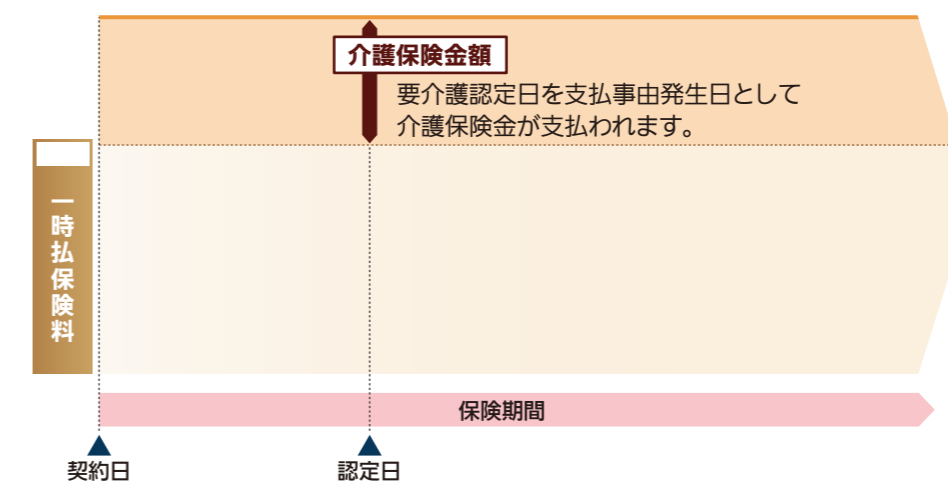 介護保険金額
要介護認定日を支払事由発生日として
介護保険金が支払われます。
一時払保険料
保険期間
契約日
認定日